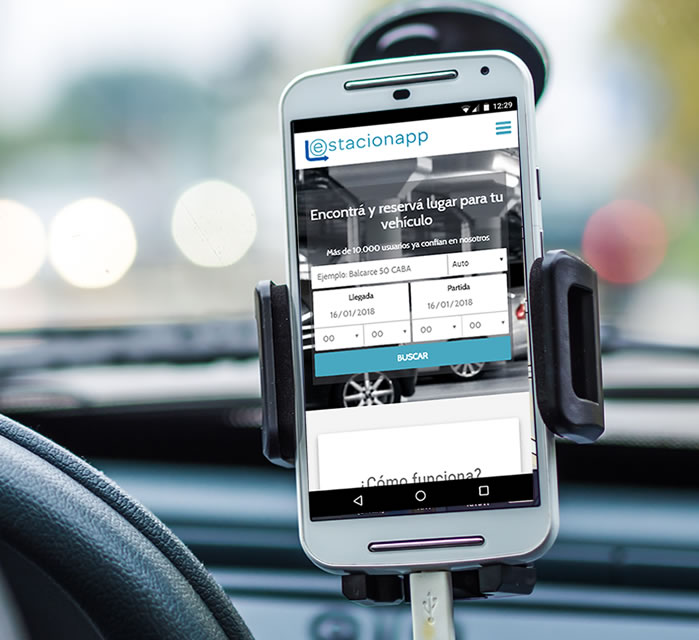 12:29
estacionapp
Encontrá y reservá lugar para tu
vehículo
Más de 10.000 usuarios ya confían en nosotros
Ejemplo: Balcarce 50 CABA
Auto
Llegada
Partida
16/01/2018
16/01/2018
00
00
00
00
BUSCAR
¿Cómo funciona?